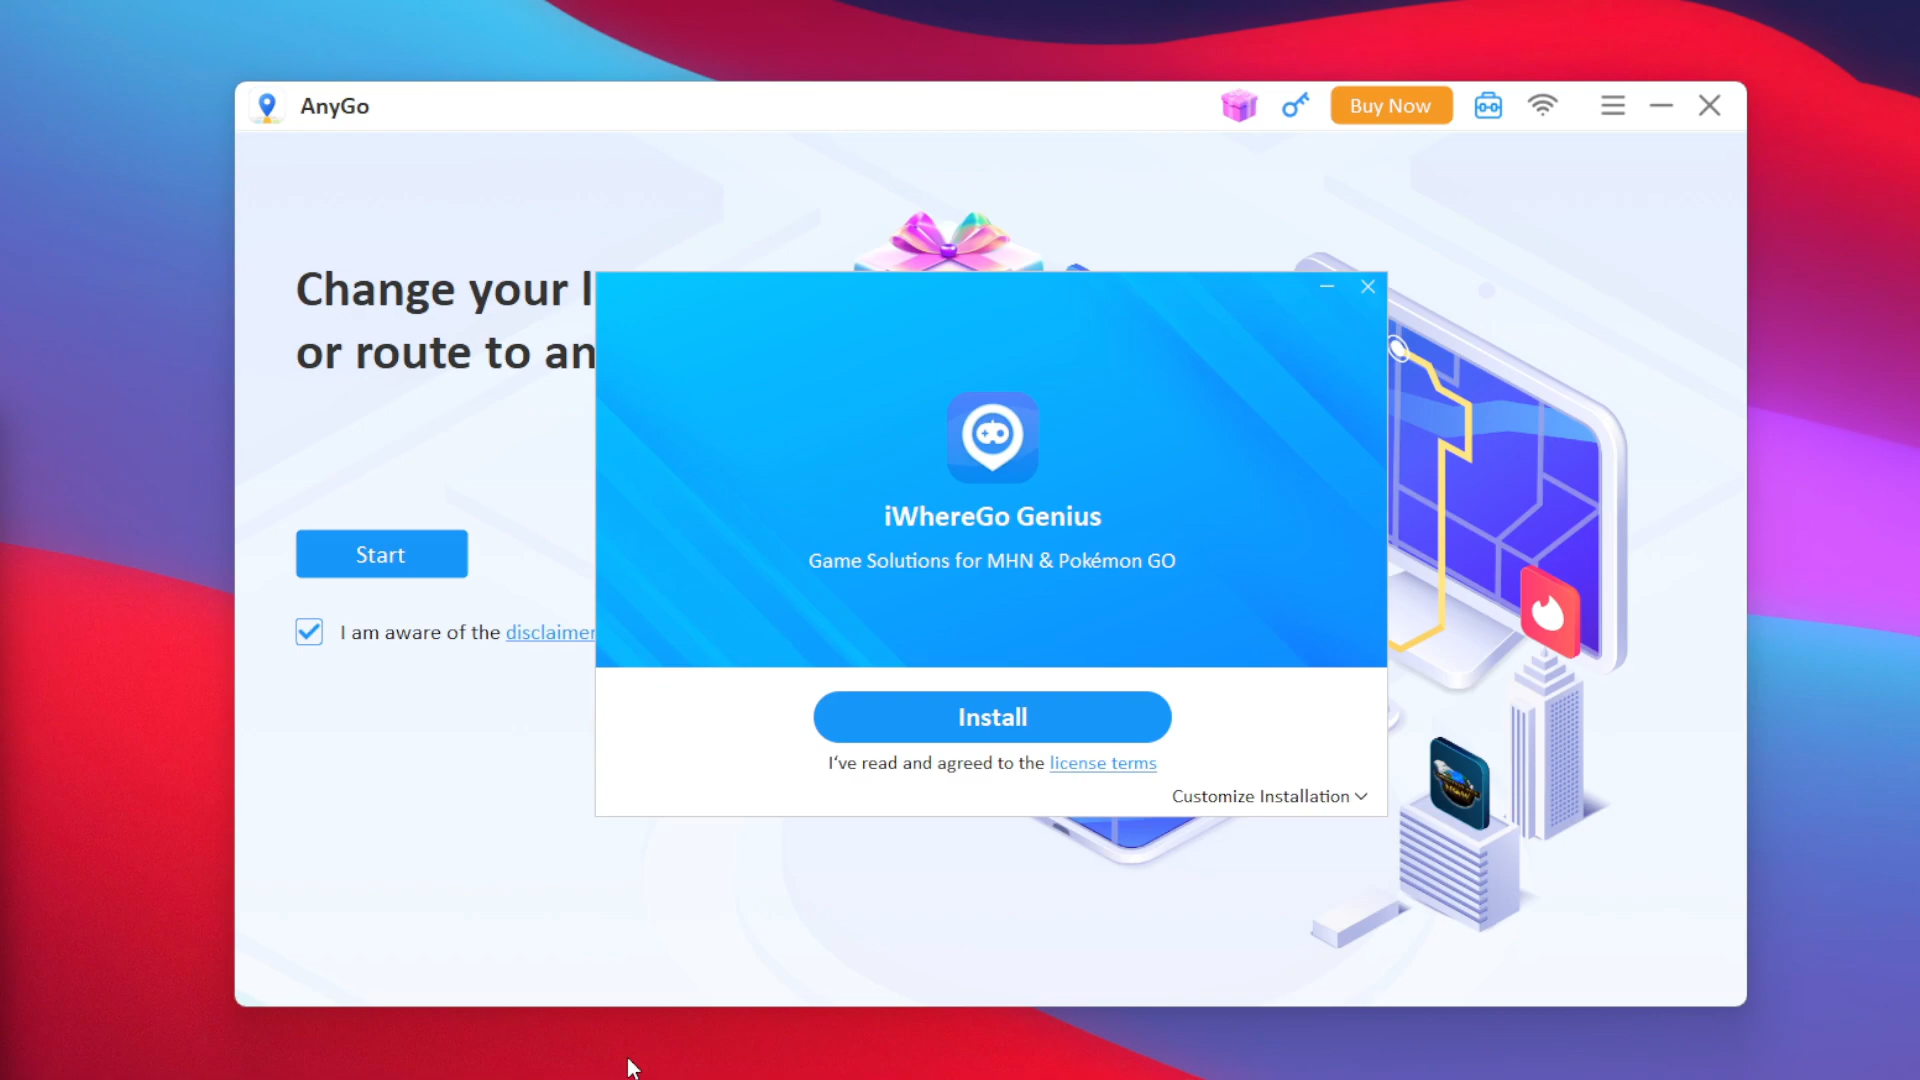 AnyGo
Buy Now
Change your l
or route to an
Start
I am aware of the disclaimer
iWhereGo Genius
Game Solutions for MHN & Pokémon GO
Install
I've read and agreed to the license terms
Customize Installation